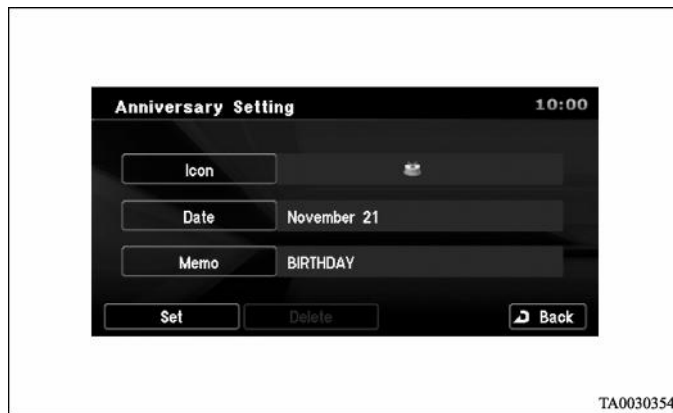 Anniversary Setting 10:00
Icon
Date November 21
Memo BIRTHDAY
Set Delete Back
TA0030354